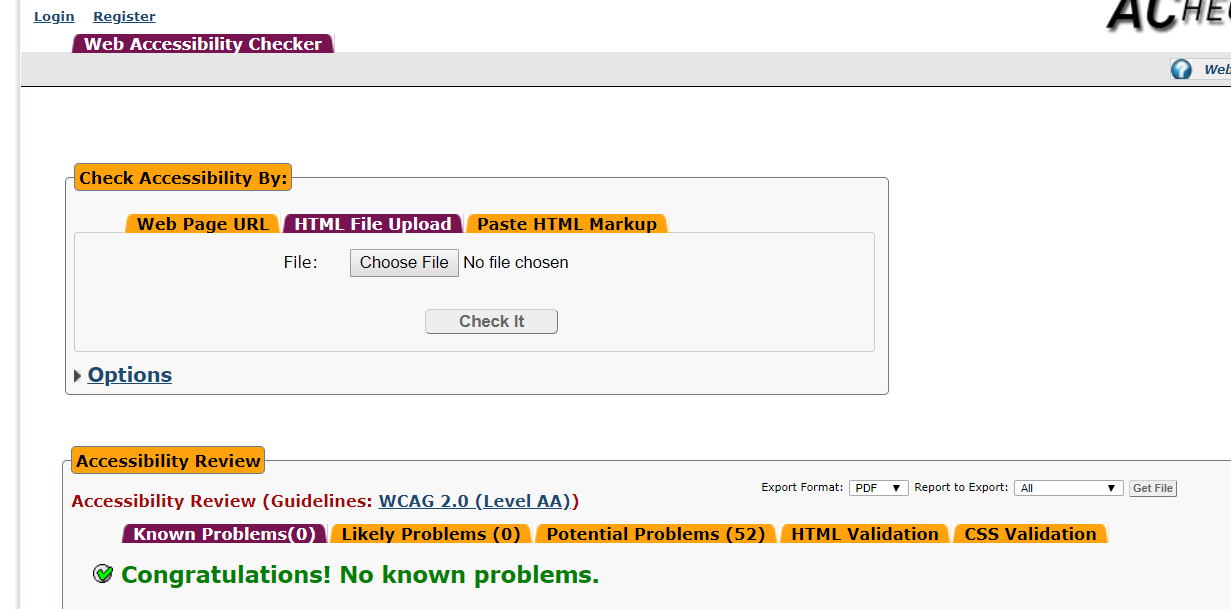 Login Register
Web Accessibility Checker
Web
Check Accessibility By:
Web Page URL HTML File Upload Paste HTML Markup
File: Choose File No file chosen
Check It
Options
Accessibility Review
Accessibility Review (Guidelines: WCAG 2.0 (Level AA)) Export Format: PDF Report to Export: All Get File
Known Problems(0) Likely Problems (0) Potential Problems (52) HTML Validation CSS Validation
Congratulations! No known problems.